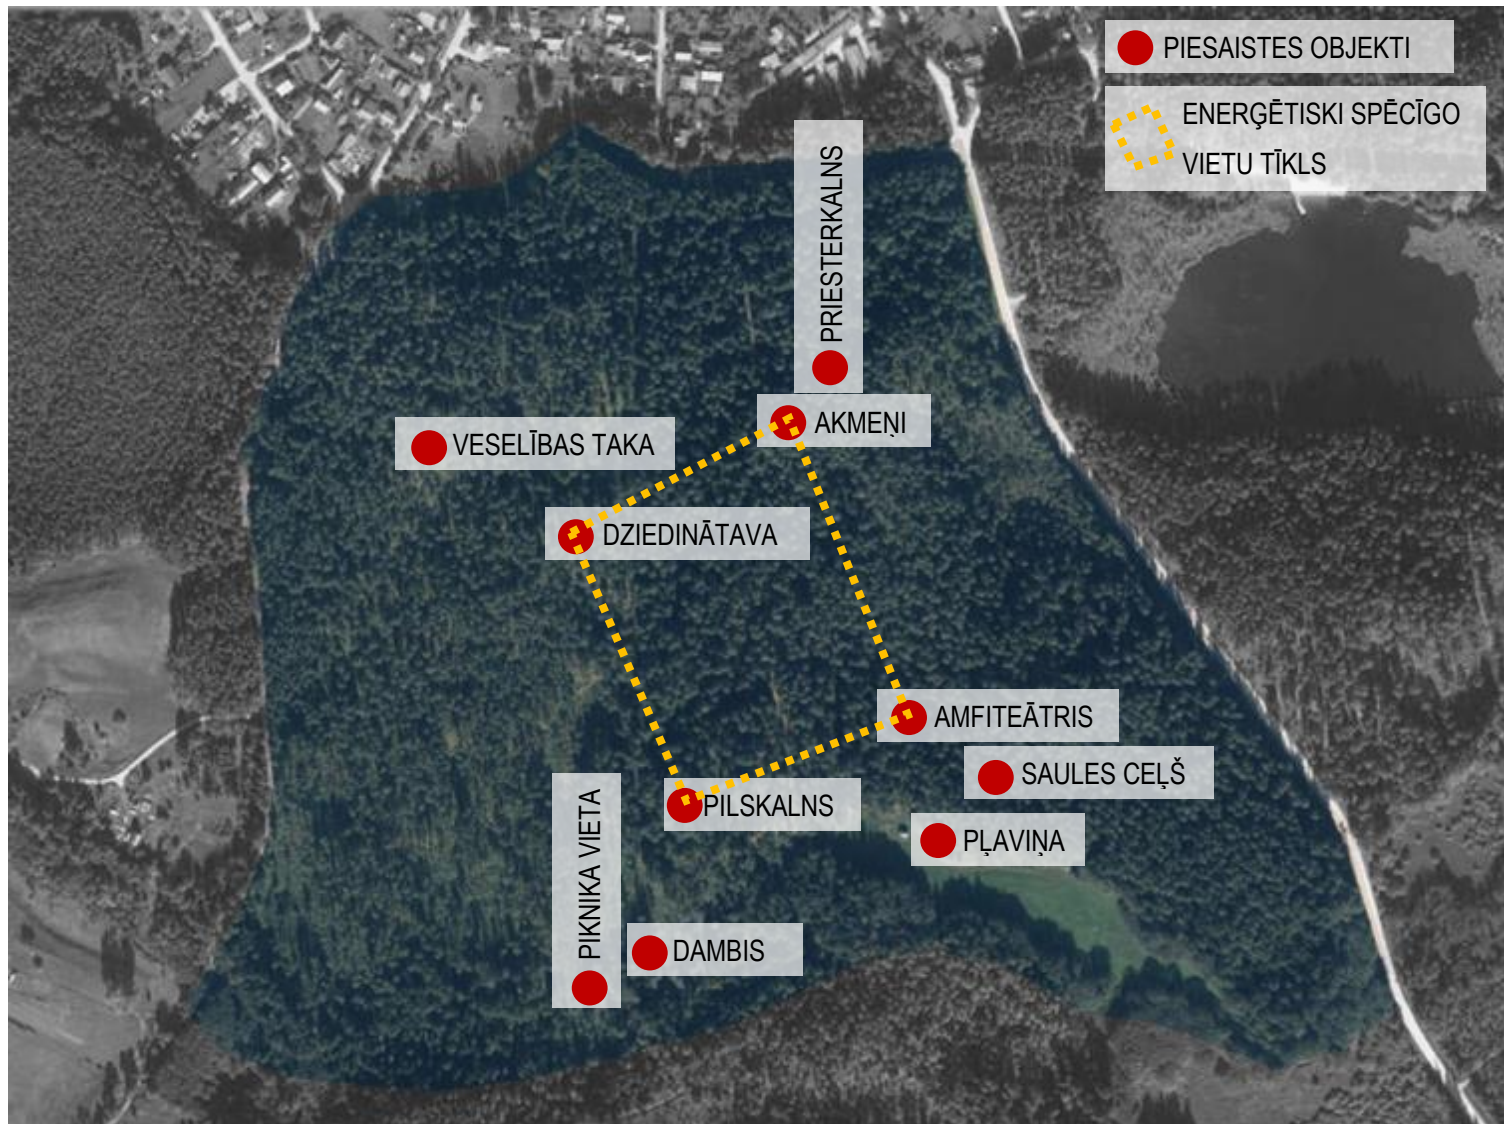 PIESAISTES OBJEKTI
ENERĢĒTISKI SPĒCĪGO
VIETU TĪKLS
PRIESTERKALNS
AKMEŅI
VESELĪBAS TAKA
DZIEDINĀTAVA
AMFITEĀTRIS
SAULES CEĻŠ
PILSKALNS
PĻAVIŅA
PIKNIKA VIETA
DAMBIS